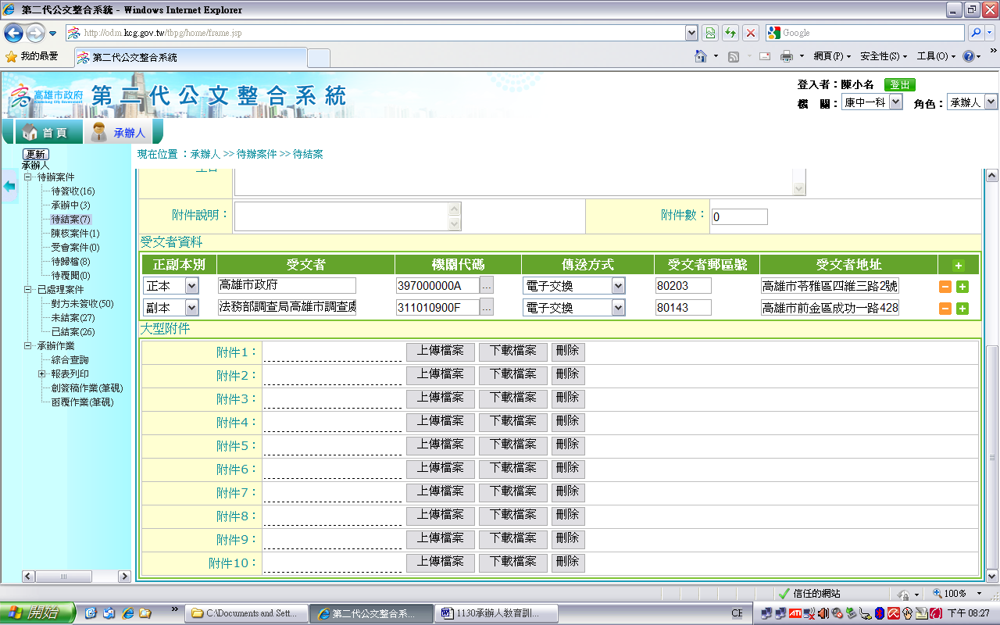 第二代公文整合系統 - Windows Internet Explorer
http://odm.kcg.gov.tw/tbpg/home/frame.jsp
Google
我的最愛
第二代公文整合系統
網頁(P)
安全性(S)
工具(O)
高雄市政府
第二代公文整合系統
登入者：陳小名 登出
機 關： 康中一科 角色： 承辦人
首頁 承辦人
更新
現在位置 ：承辦人 >> 待辦案件 >> 待結案
承辦人
待辦案件
待簽收(16)
承辦中(3)
待結案(7)
陳核案件(1)
受會案件(0)
待歸檔(8)
待覆閱(0)
已處理案件
對方未簽收(50)
未結案(27)
已結案(26)
承辦作業
綜合查詢
報表列印
創簽稿作業(筆硯)
函覆作業(筆硯)
附件說明： 附件數： 0
受文者資料
正副本別 受文者 機關代碼 傳送方式 受文者郵區號 受文者地址 +
正本 高雄市政府 397000000A ... 電子交換 80203 高雄市苓雅區四維三路2號
副本 法務部調查局高雄市調查處 311010900F ... 電子交換 80143 高雄市前金區成功一路428
大型附件
附件1： 上傳檔案 下載檔案 刪除
附件2： 上傳檔案 下載檔案 刪除
附件3： 上傳檔案 下載檔案 刪除
附件4： 上傳檔案 下載檔案 刪除
附件5： 上傳檔案 下載檔案 刪除
附件6： 上傳檔案 下載檔案 刪除
附件7： 上傳檔案 下載檔案 刪除
附件8： 上傳檔案 下載檔案 刪除
附件9： 上傳檔案 下載檔案 刪除
附件10： 上傳檔案 下載檔案 刪除
信任的網站 100%
開始 C:\Documents and Sett... 第二代公文整合系... 1130承辦人教育訓... CH 下午 08:27